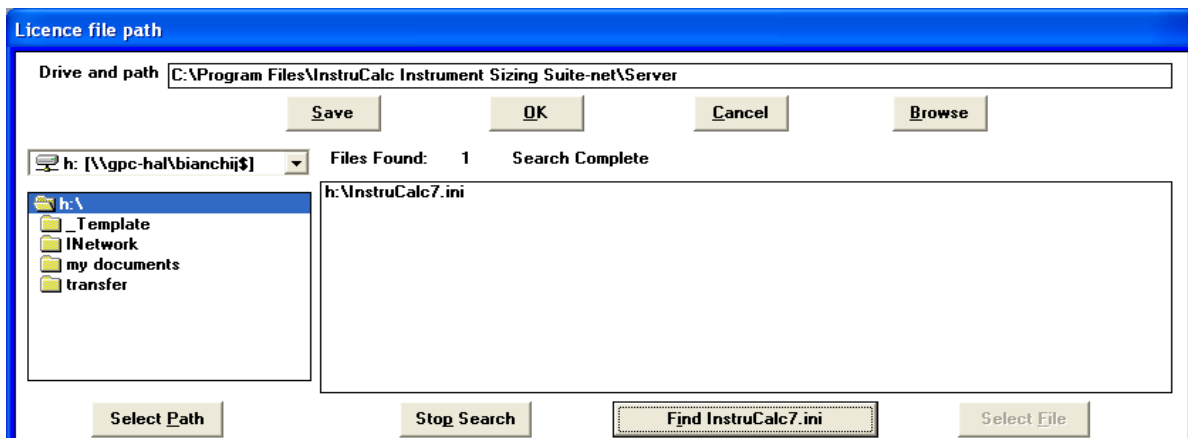 Licence file path
Drive and path C:\Program Files\InstruCalc Instrument Sizing Suite-net\Server
Save OK Cancel Browse
h: [\\gpc-hal\bianchij$] Files Found: 1 Search Complete
h:\ h:\InstruCalc7.ini
_Template
INetwork
my documents
transfer
Select Path Stop Search Find InstruCalc7.ini Select File